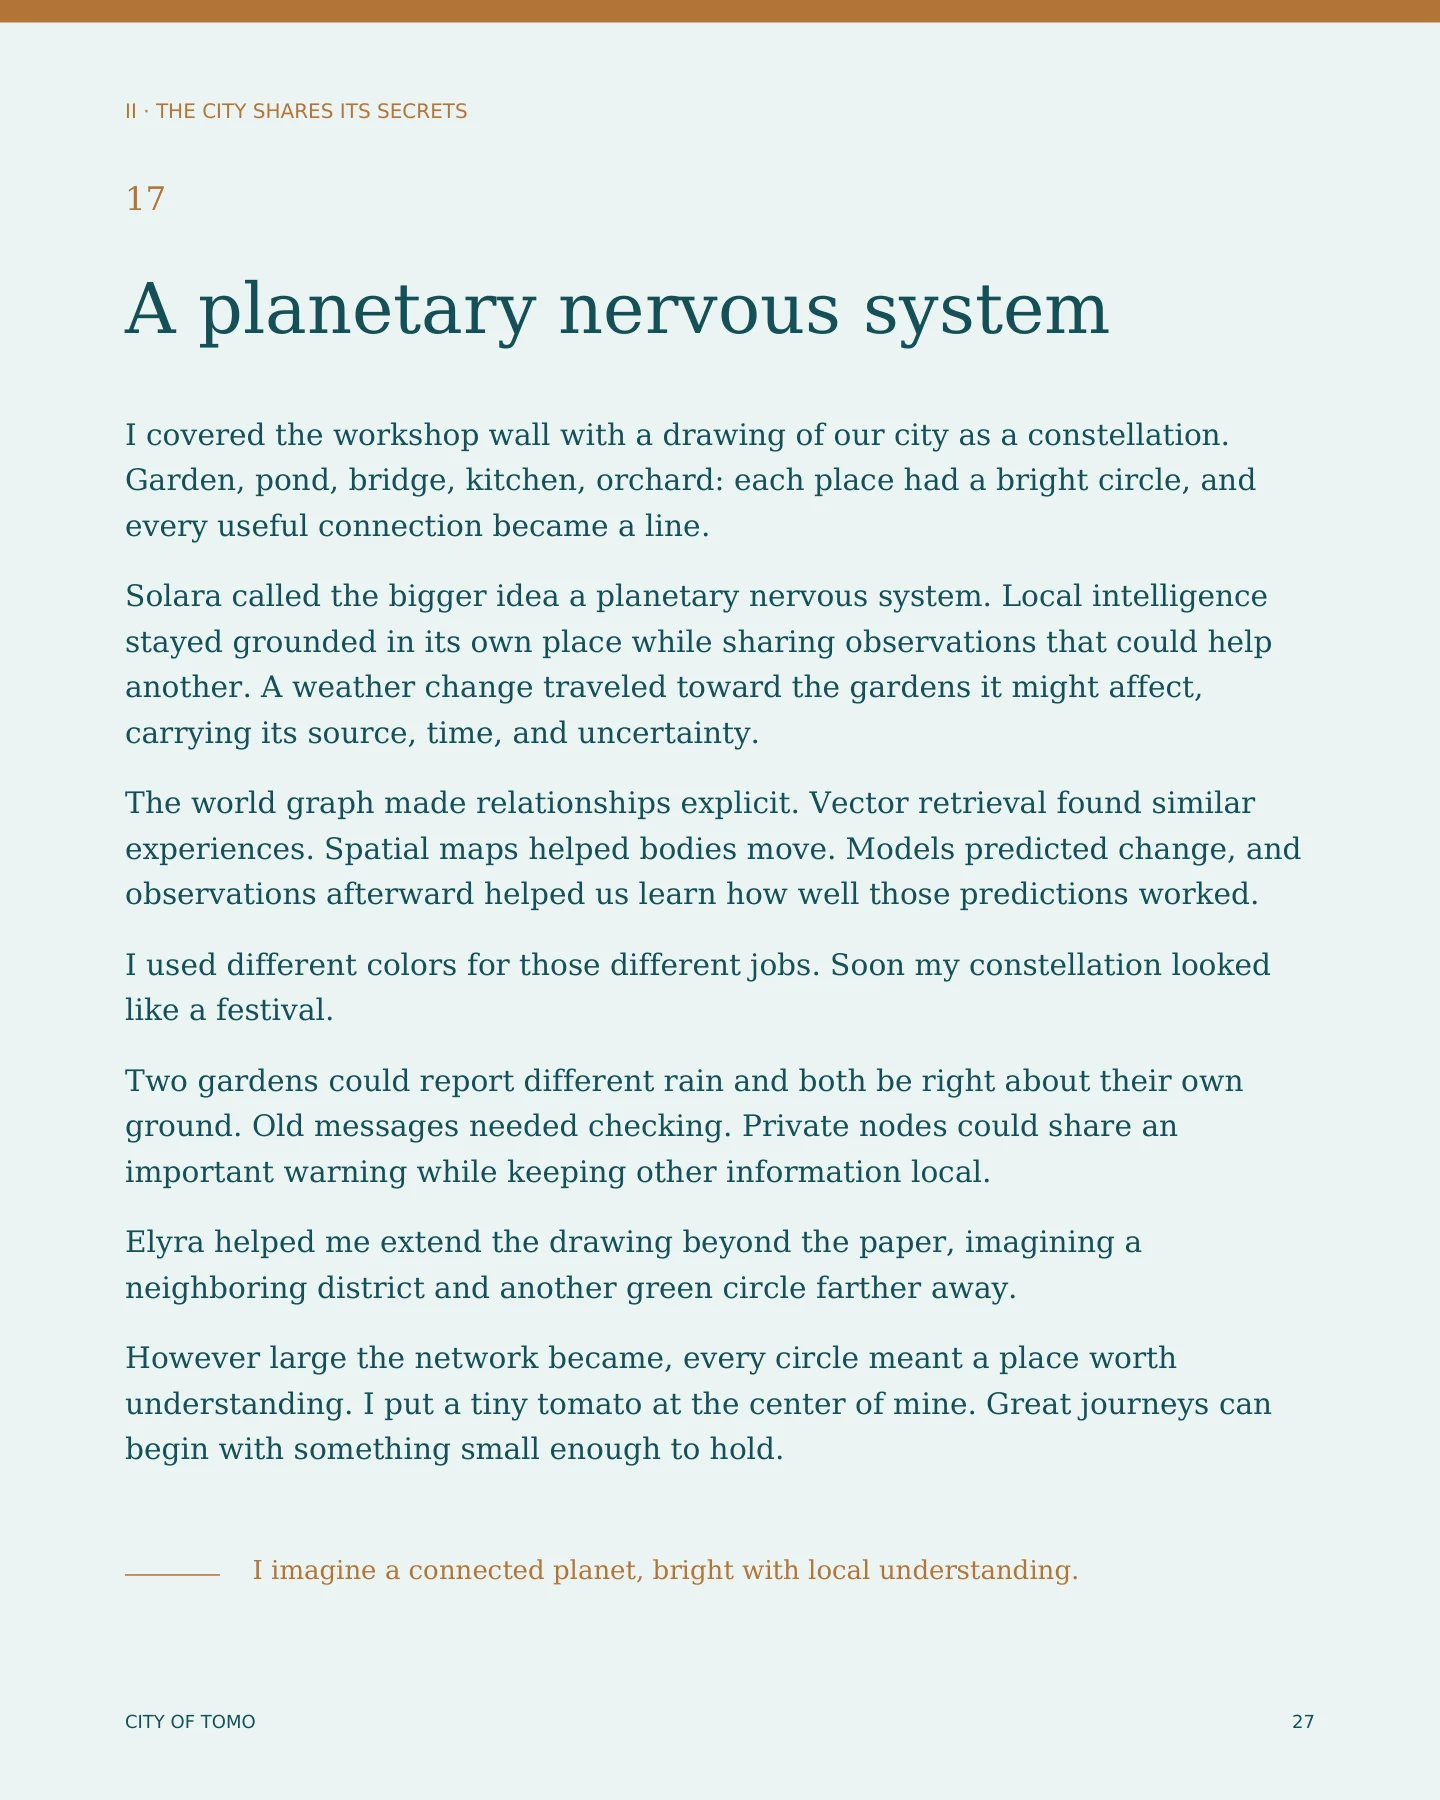 II · THE CITY SHARES ITS SECRETS
17
A planetary nervous system
I covered the workshop wall with a drawing of our city as a constellation.
Garden, pond, bridge, kitchen, orchard: each place had a bright circle, and
every useful connection became a line.
Solara called the bigger idea a planetary nervous system. Local intelligence
stayed grounded in its own place while sharing observations that could help
another. A weather change traveled toward the gardens it might affect,
carrying its source, time, and uncertainty.
The world graph made relationships explicit. Vector retrieval found similar
experiences. Spatial maps helped bodies move. Models predicted change, and
observations afterward helped us learn how well those predictions worked.
I used different colors for those different jobs. Soon my constellation looked
like a festival.
Two gardens could report different rain and both be right about their own
ground. Old messages needed checking. Private nodes could share an
important warning while keeping other information local.
Elyra helped me extend the drawing beyond the paper, imagining a
neighboring district and another green circle farther away.
However large the network became, every circle meant a place worth
understanding. I put a tiny tomato at the center of mine. Great journeys can
begin with something small enough to hold.
I imagine a connected planet, bright with local understanding.
CITY OF TOMO
27